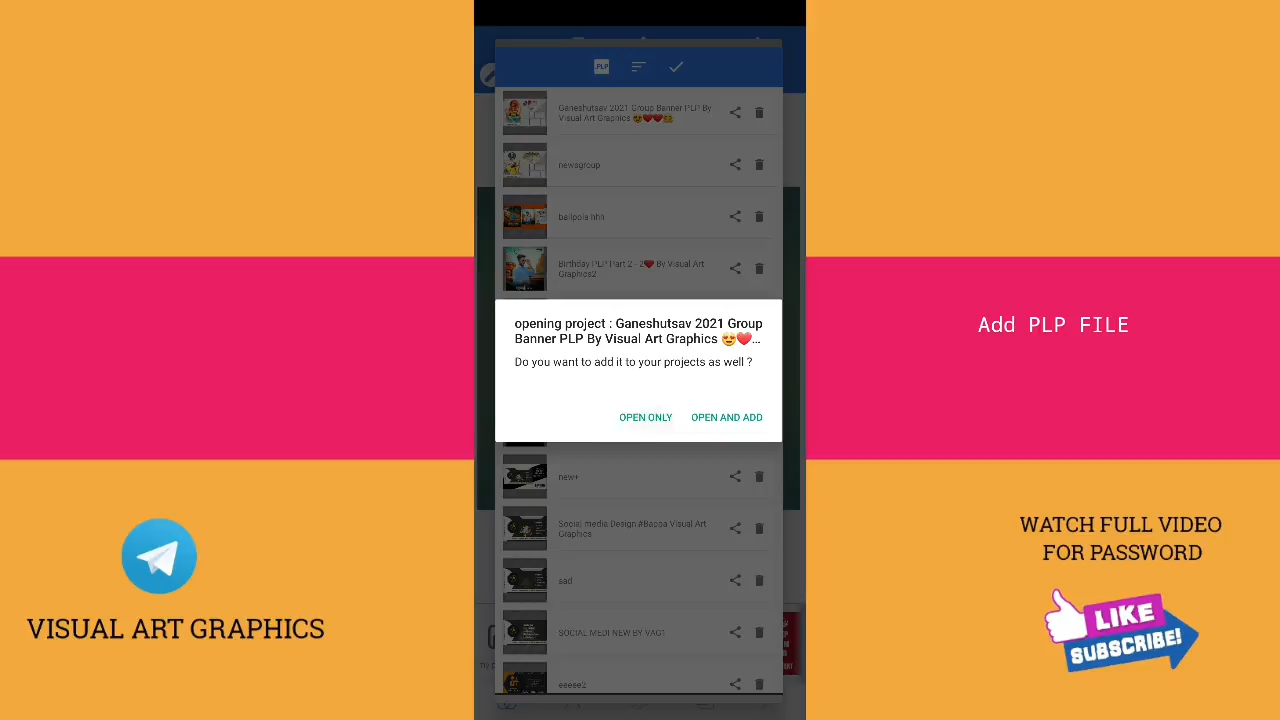 .PLP
Ganeshutsav 2021 Group Banner PLP By
Visual Art Graphics 😍❤️❤️🤗
newsgroup
ballpola hhh
Birthday PLP Part 2 - 2❤️ By Visual Art
Graphics2
opening project : Ganeshutsav 2021 Group
Banner PLP By Visual Art Graphics 😍❤️...
Do you want to add it to your projects as well ?
OPEN ONLY
OPEN AND ADD
new+
Social media Design #Bappa Visual Art
Graphics
sad
SOCIAL MEDI NEW BY VAG1
eeeee2
Add PLP FILE
VISUAL ART GRAPHICS
WATCH FULL VIDEO
FOR PASSWORD
LIKE
SUBSCRIBE!